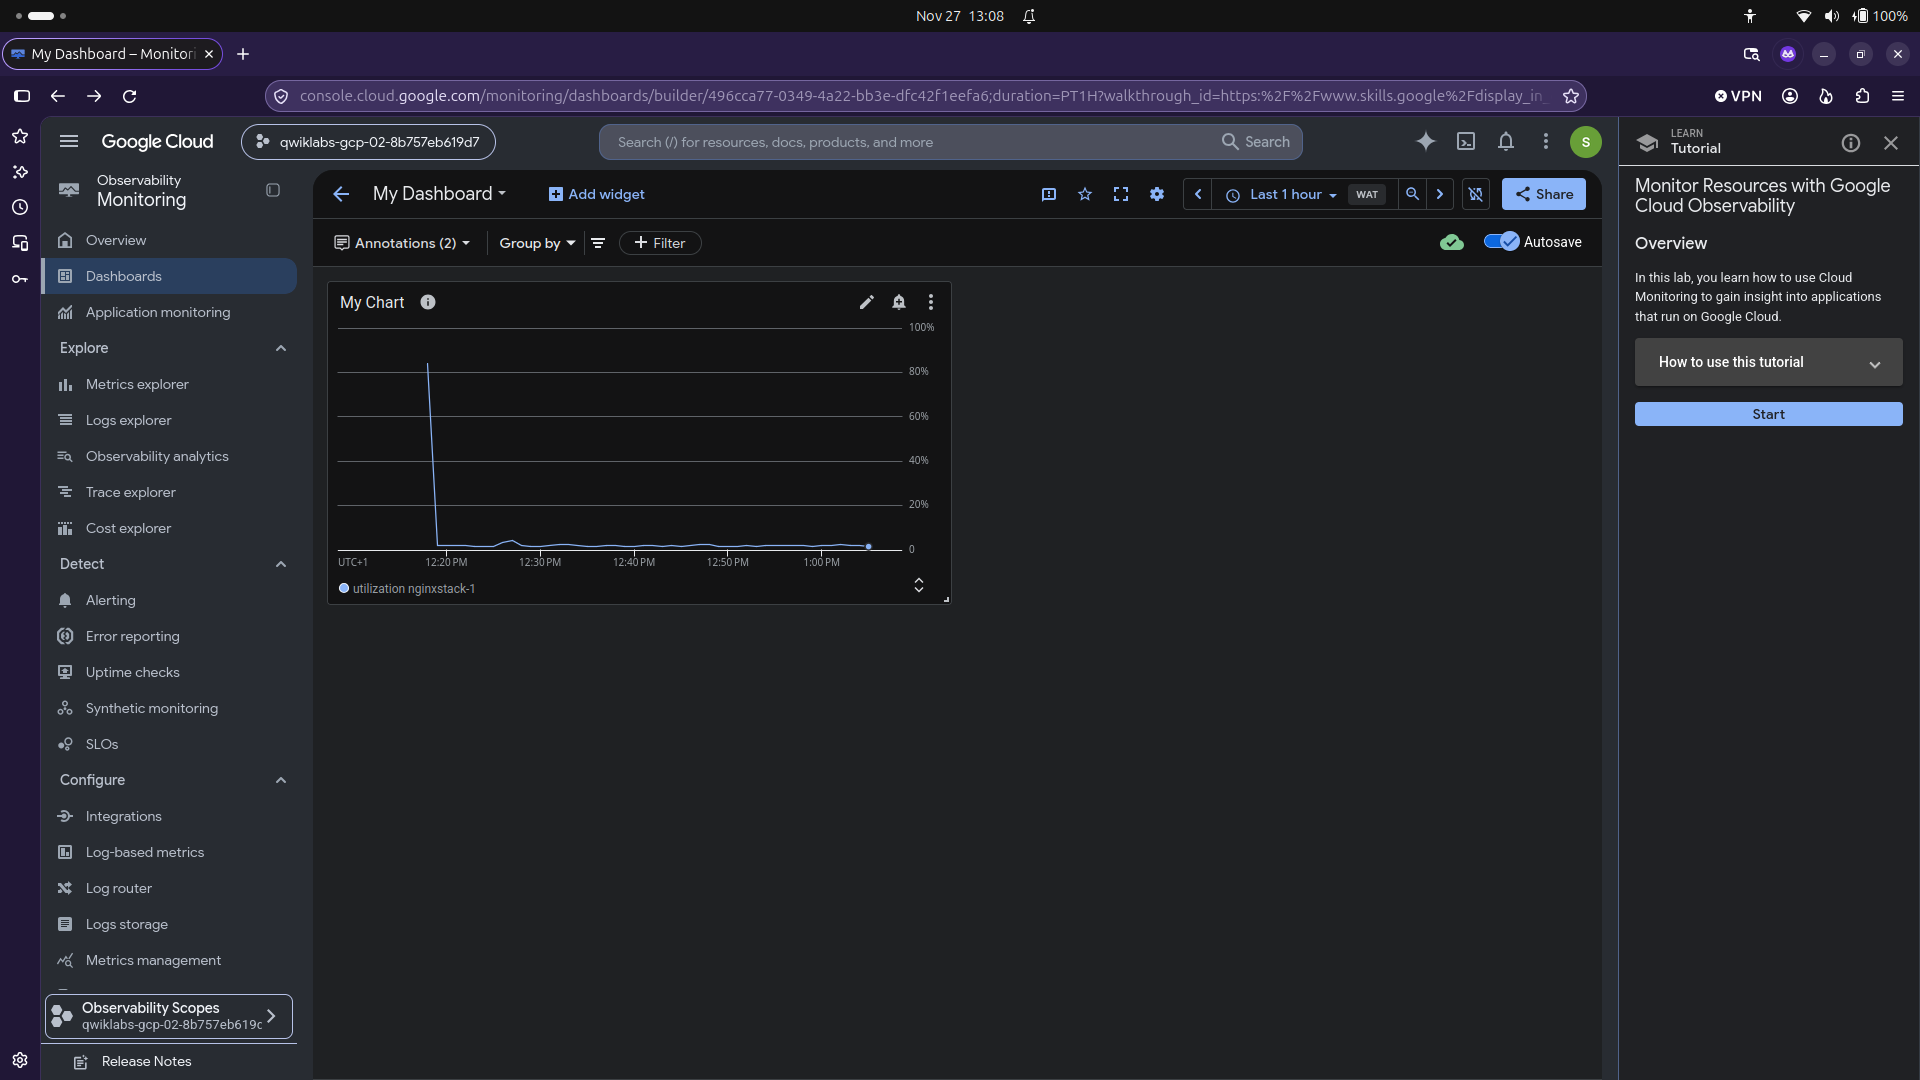 Nov 27 13:08
100%
My Dashboard – Monitori
console.cloud.google.com/monitoring/dashboards/builder/496cca77-0349-4a22-bb3e-dfc42f1eefa6;duration=PT1H?walkthrough_id=https:%2F%2Fwww.skills.google%2Fdisplay_in_
VPN
Google Cloud
qwiklabs-gcp-02-8b757eb619d7
Search (/) for resources, docs, products, and more
Search
S
Observability
Monitoring
Overview
Dashboards
Application monitoring
Explore
Metrics explorer
Logs explorer
Observability analytics
Trace explorer
Cost explorer
Detect
Alerting
Error reporting
Uptime checks
Synthetic monitoring
SLOs
Configure
Integrations
Log-based metrics
Log router
Logs storage
Metrics management
Observability Scopes
qwiklabs-gcp-02-8b757eb619d
Release Notes
My Dashboard
Add widget
Last 1 hour
WAT
Share
Annotations (2)
Group by
Filter
Autosave
My Chart
100%
80%
60%
40%
20%
0
UTC+1
12:20 PM
12:30 PM
12:40 PM
12:50 PM
1:00 PM
utilization nginxstack-1
LEARN
Tutorial
Monitor Resources with Google
Cloud Observability
Overview
In this lab, you learn how to use Cloud
Monitoring to gain insight into applications
that run on Google Cloud.
How to use this tutorial
Start